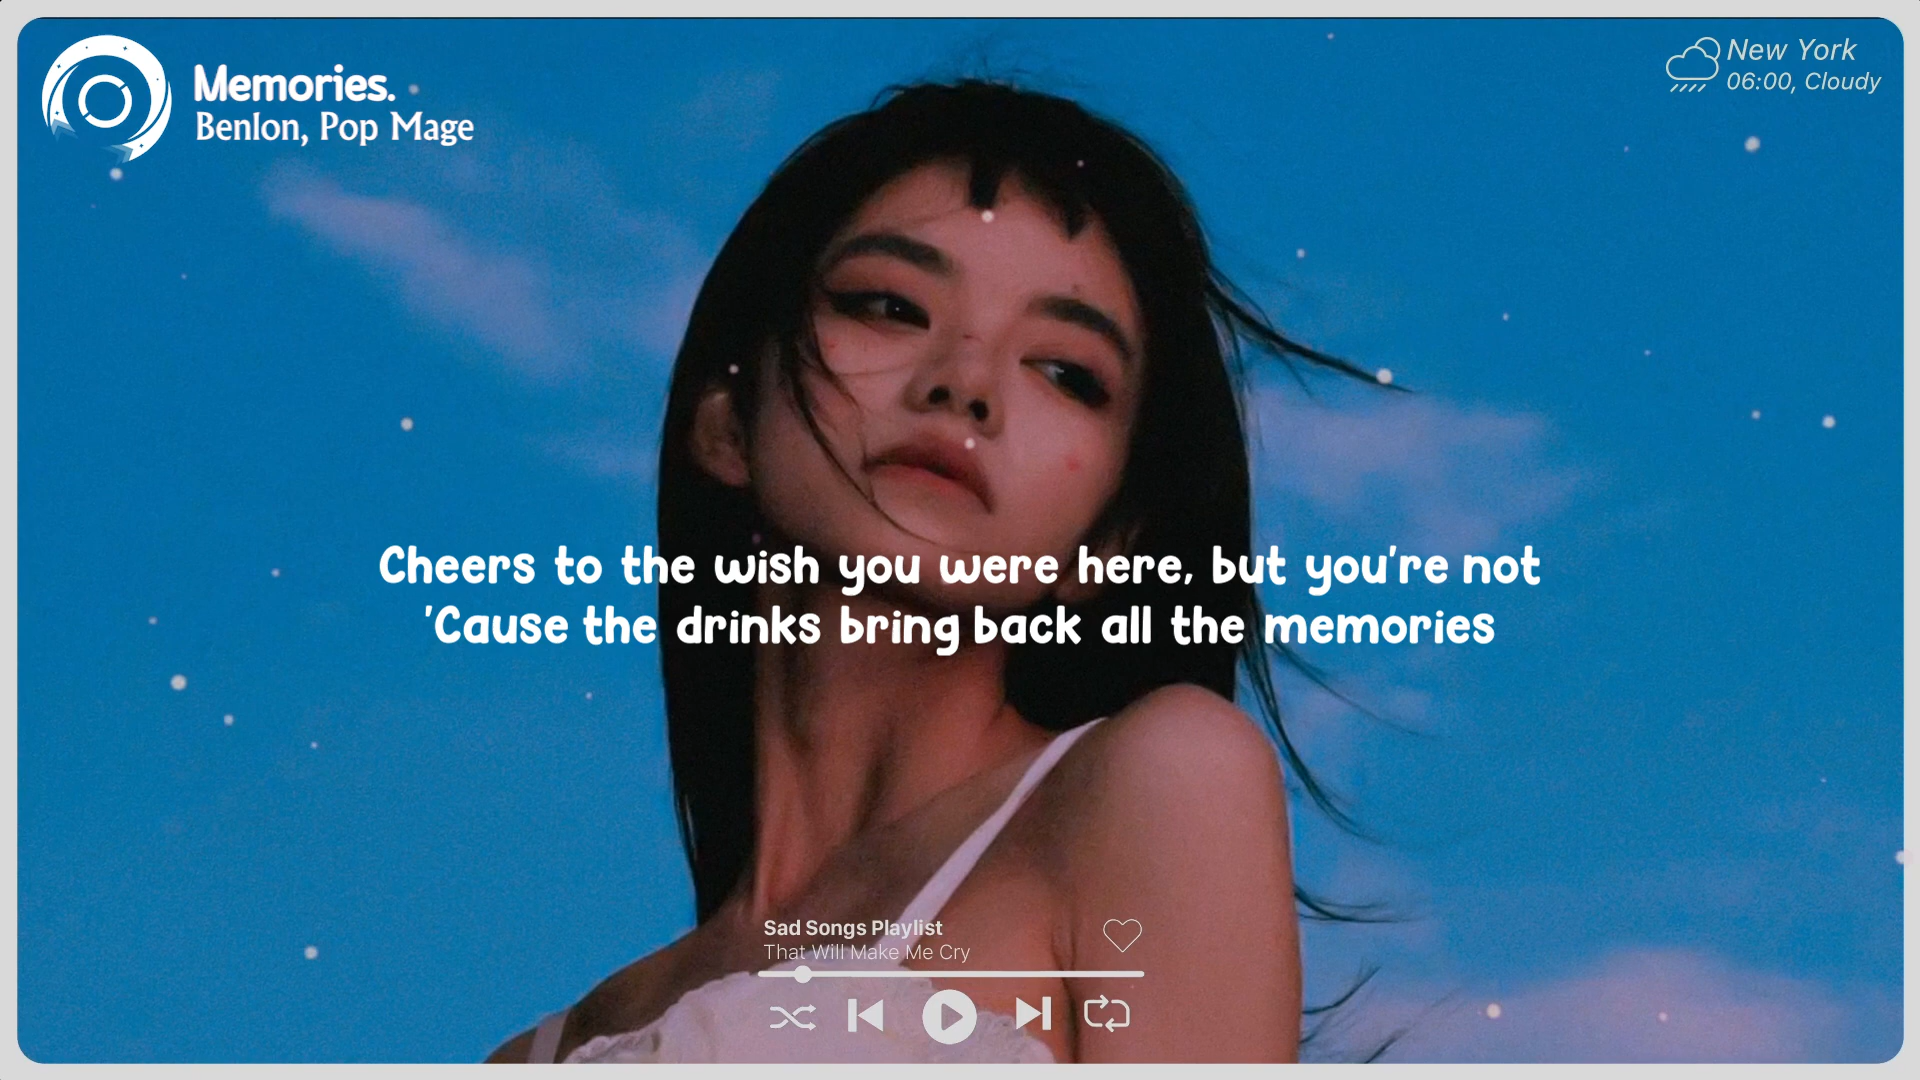 Memories.
Benlon, Pop Mage
New York
06:00, Cloudy
Cheers to the wish you were here, but you're not
'Cause the drinks bring back all the memories
Sad Songs Playlist
That Will Make Me Cry